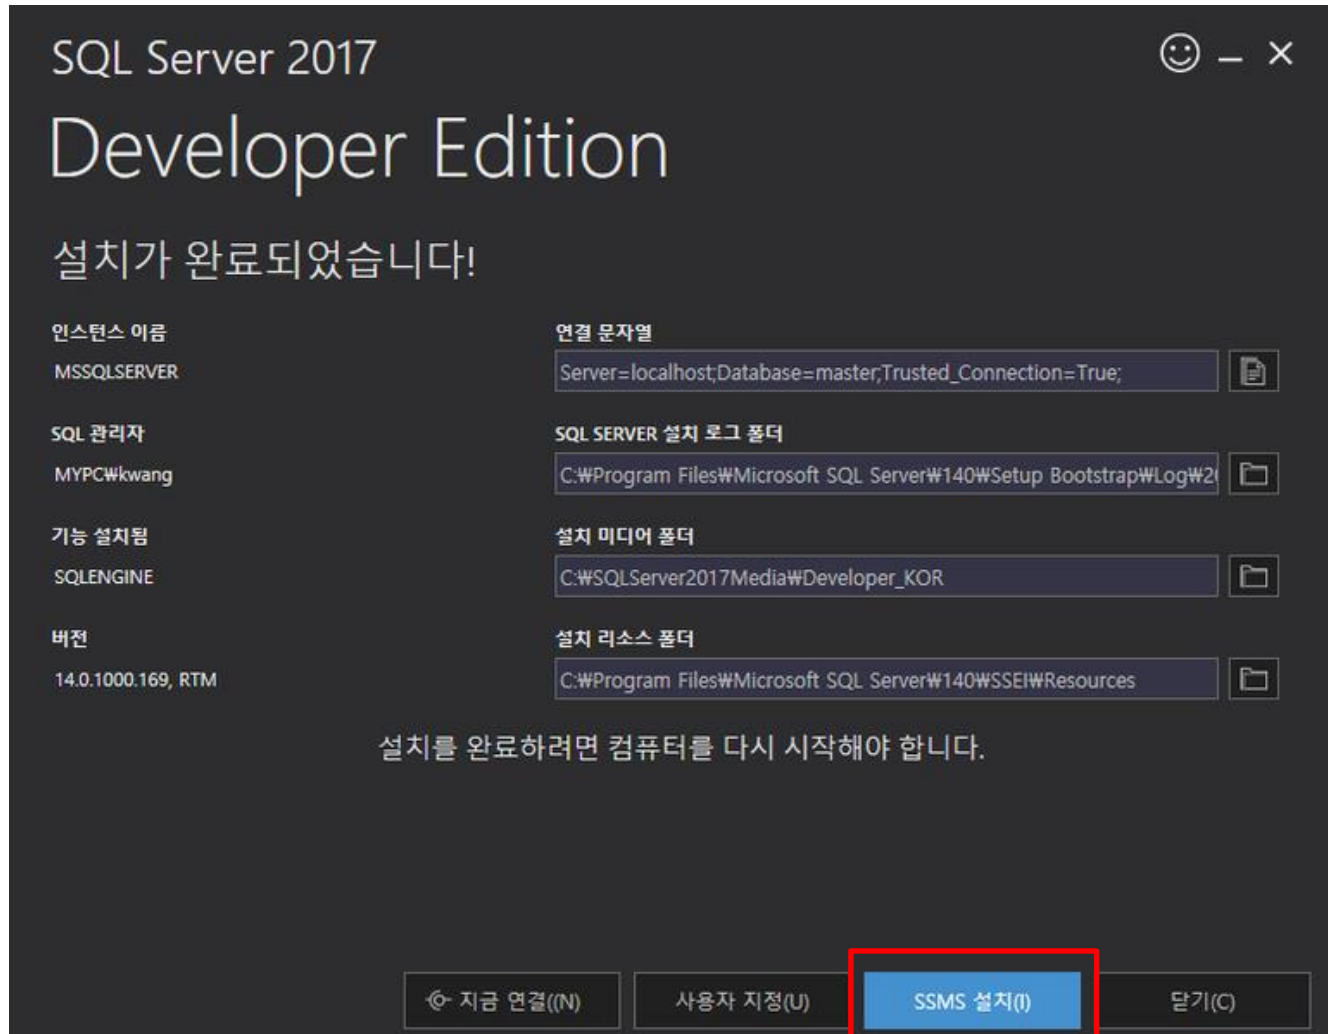 SQL Server 2017
Developer Edition
설치가 완료되었습니다!
인스턴스 이름
MSSQLSERVER
연결 문자열
Server=localhost;Database=master;Trusted_Connection=True;
SQL 관리자
MYPC₩kwang
SQL SERVER 설치 로그 폴더
C:₩Program Files₩Microsoft SQL Server₩140₩Setup Bootstrap₩Log₩2
기능 설치됨
SQLENGINE
설치 미디어 폴더
C:₩SQLServer2017Media₩Developer_KOR
버전
14.0.1000.169, RTM
설치 리소스 폴더
C:₩Program Files₩Microsoft SQL Server₩140₩SSEI₩Resources
설치를 완료하려면 컴퓨터를 다시 시작해야 합니다.
지금 연결((N)
사용자 지정(U)
SSMS 설치(I)
닫기(C)